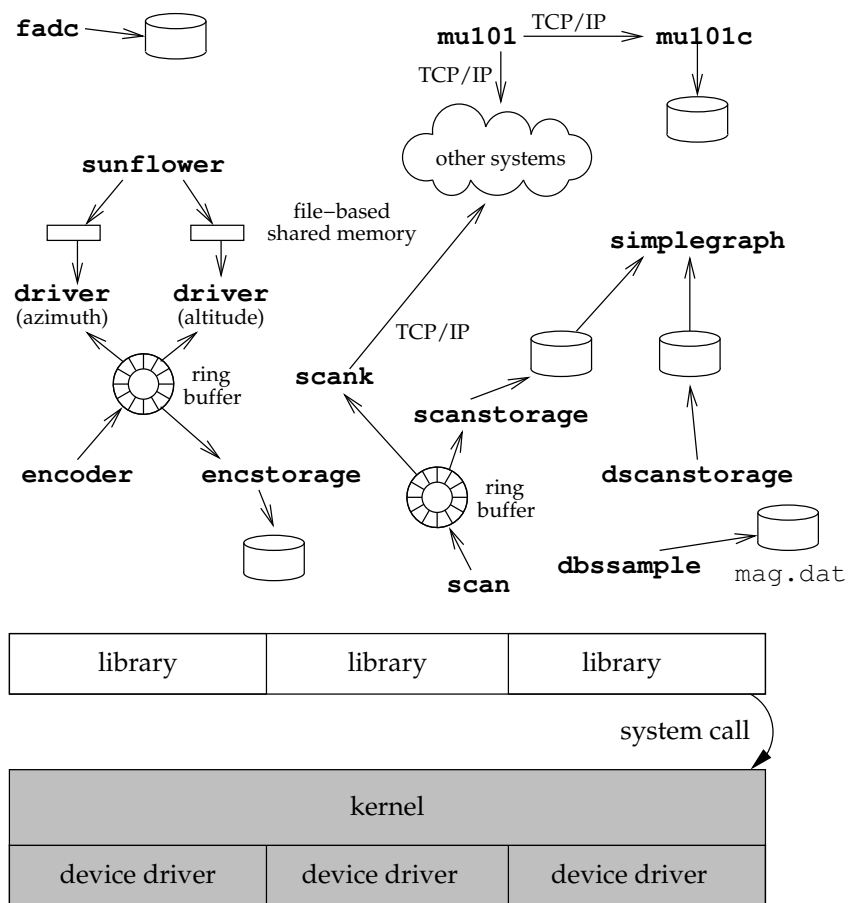 fadc
mu101
TCP/IP
mu101c
TCP/IP
other systems
sunflower
file−based
shared memory
simplegraph
driver
(azimuth)
driver
(altitude)
TCP/IP
ring
buffer
scank
scanstorage
encoder
encstorage
dscanstorage
ring
buffer
scan
dbssample
mag.dat
library
library
library
system call
kernel
device driver
device driver
device driver